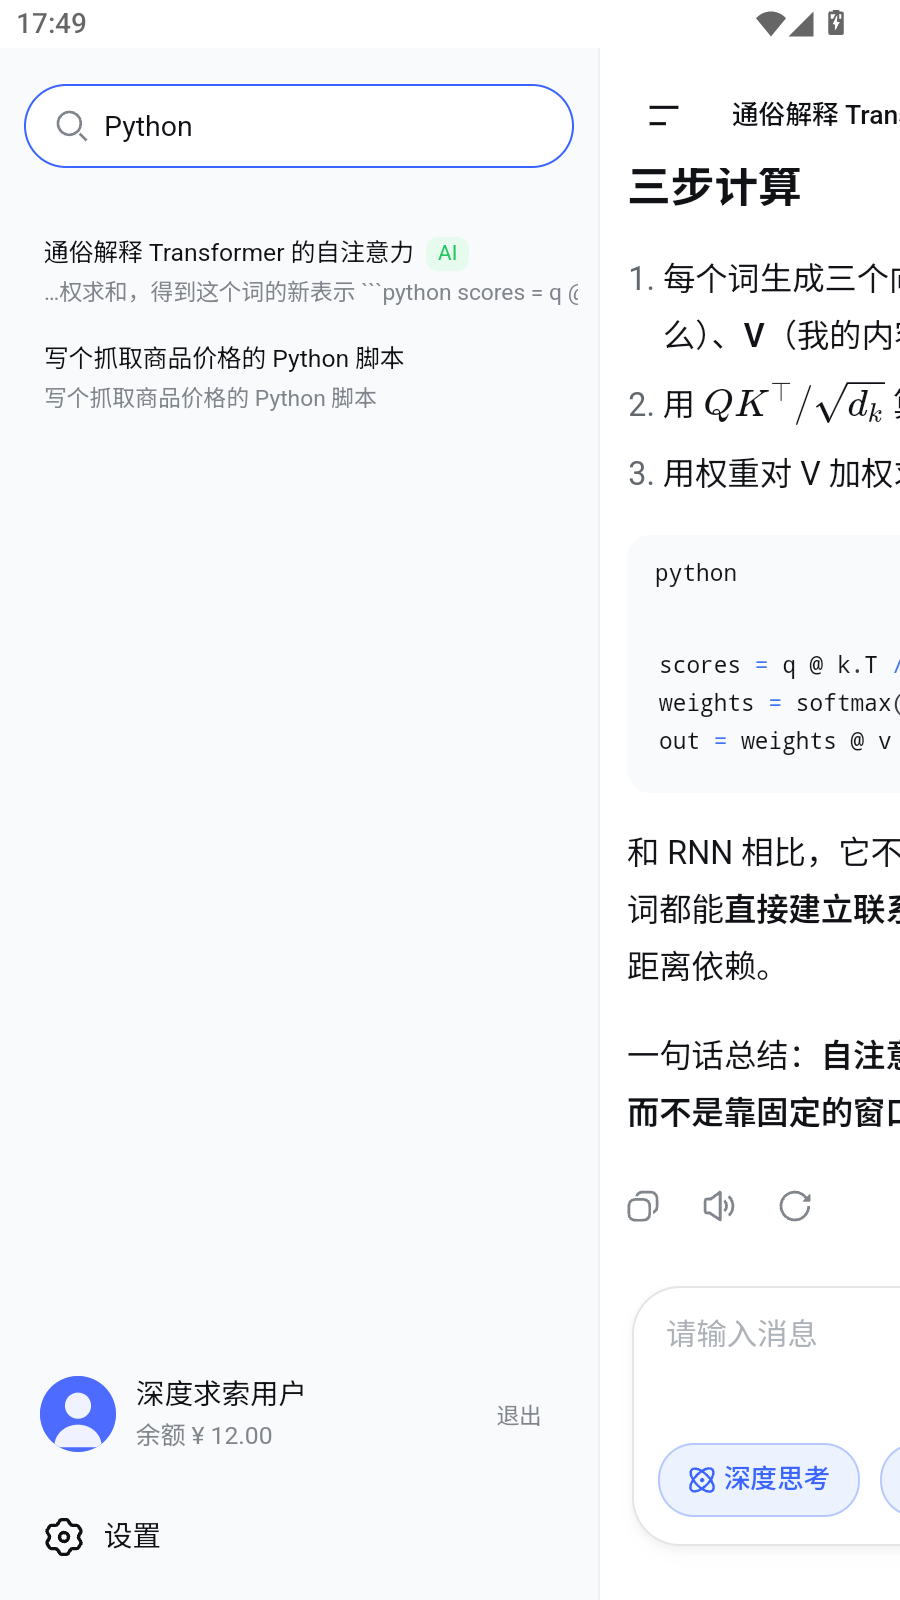 17:49
Python
通俗解释 Transformer 的自注意力 AI
...权求和，得到这个词的新表示 ```python scores = q @
写个抓取商品价格的 Python 脚本
写个抓取商品价格的 Python 脚本
深度求索用户
余额 ¥ 12.00
退出
设置
通俗解释 Tran
三步计算
1. 每个词生成三个
么）、V（我的内容
2. 用 QK⊤/√dk
3. 用权重对 V 加权
python
scores = q @ k.T /
weights = softmax(
out = weights @ v
和 RNN 相比，它不
词都能直接建立联系
距离依赖。
一句话总结：自注意
而不是靠固定的窗口
请输入消息
深度思考